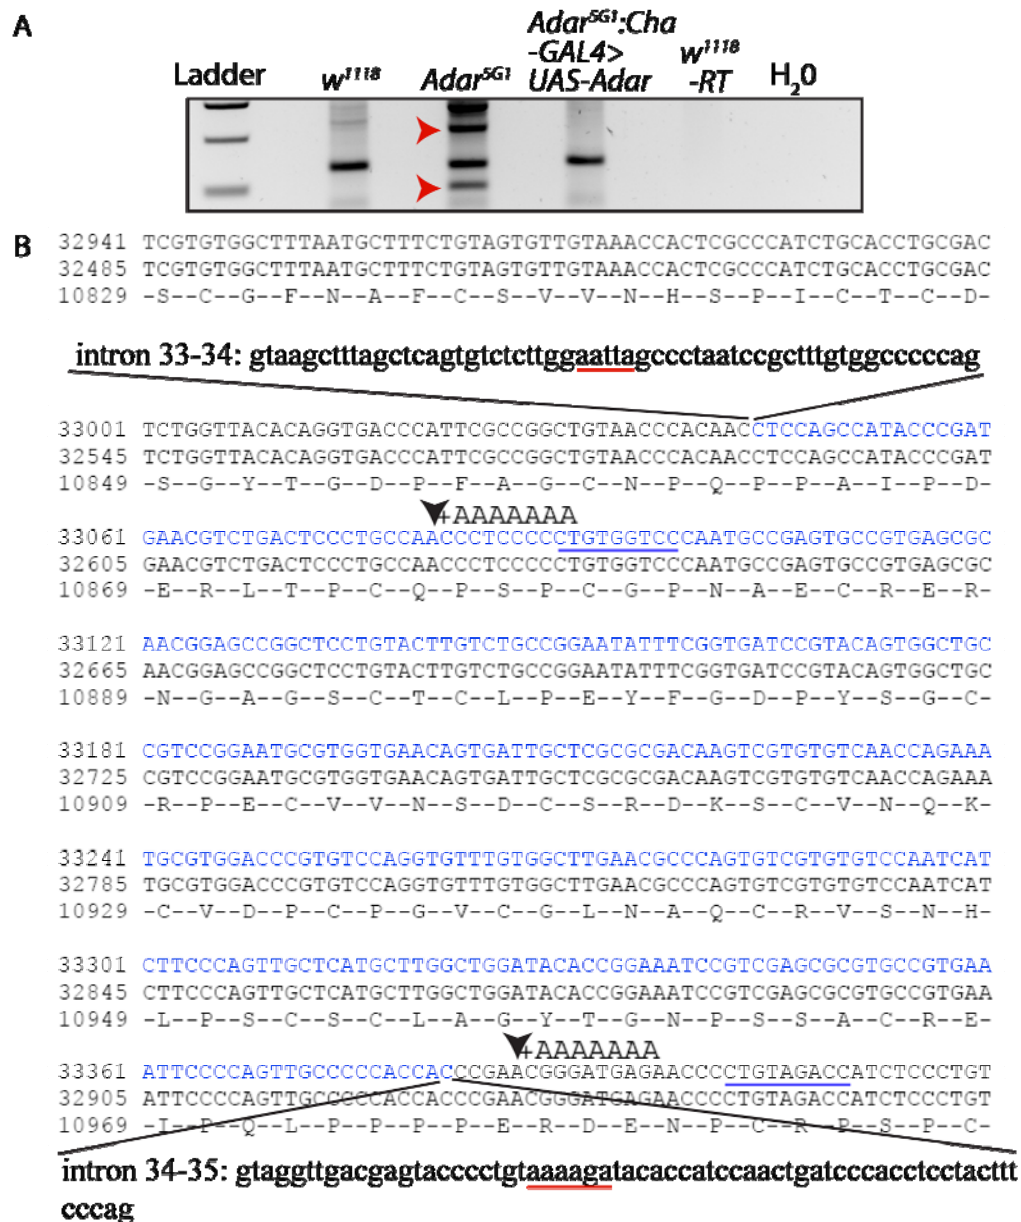 A
Ladder
w1118
Adar5G1
Adar5G1:Cha
-GAL4>
UAS-Adar
w1118
-RT
H20
B
32941 TCGTGTGGCTTTAATGCTTTCTGTAGTGTTGTAAACCACTCGCCCATCTGCACCTGCGAC
32485 TCGTGTGGCTTTAATGCTTTCTGTAGTGTTGTAAACCACTCGCCCATCTGCACCTGCGAC
10829 -S--C--G--F--N--A--F--C--S--V--V--N--H--S--P--I--C--T--C--D-
intron 33-34: gtaagctttagctcagtgtctcttggaattagccctaatccgctttgtggcccccag
33001 TCTGGTTACACAGGTGACCCATTCGCCGGCTGTAACCCACAACCTCCAGCCATACCCGAT
32545 TCTGGTTACACAGGTGACCCATTCGCCGGCTGTAACCCACAACCTCCAGCCATACCCGAT
10849 -S--G--Y--T--G--D--P--F--A--G--C--N--P--Q--P--P--A--I--P--D-
+AAAAAAA
33061 GAACGTCTGACTCCCTGCCAACCCTCCCCCTGTGGTCCCAATGCCGAGTGCCGTGAGCGC
32605 GAACGTCTGACTCCCTGCCAACCCTCCCCCTGTGGTCCCAATGCCGAGTGCCGTGAGCGC
10869 -E--R--L--T--P--C--Q--P--S--P--C--G--P--N--A--E--C--R--E--R-
33121 AACGGAGCCGGCTCCTGTACTTGTCTGCCGGAATATTTCGGTGATCCGTACAGTGGCTGC
32665 AACGGAGCCGGCTCCTGTACTTGTCTGCCGGAATATTTCGGTGATCCGTACAGTGGCTGC
10889 -N--G--A--G--S--C--T--C--L--P--E--Y--F--G--D--P--Y--S--G--C-
33181 CGTCCGGAATGCGTGGTGAACAGTGATTGCTCGCGCGACAAGTCGTGTGTCAACCAGAAA
32725 CGTCCGGAATGCGTGGTGAACAGTGATTGCTCGCGCGACAAGTCGTGTGTCAACCAGAAA
10909 -R--P--E--C--V--V--N--S--D--C--S--R--D--K--S--C--V--N--Q--K-
33241 TGCGTGGACCCGTGTCCAGGTGTTTGTGGCTTGAACGCCCAGTGTCGTGTGTCCAATCAT
32785 TGCGTGGACCCGTGTCCAGGTGTTTGTGGCTTGAACGCCCAGTGTCGTGTGTCCAATCAT
10929 -C--V--D--P--C--P--G--V--C--G--L--N--A--Q--C--R--V--S--N--H-
33301 CTTCCCAGTTGCTCATGCTTGGCTGGATACACCGGAAATCCGTCGAGCGCGTGCCGTGAA
32845 CTTCCCAGTTGCTCATGCTTGGCTGGATACACCGGAAATCCGTCGAGCGCGTGCCGTGAA
10949 -L--P--S--C--S--C--L--A--G--Y--T--G--N--P--S--S--A--C--R--E-
+AAAAAAA
33361 ATTCCCCAGTTGCCCCCACCACCCGAACGGGATGAGAACCCCTGTAGACCATCTCCCTGT
32905 ATTCCCCAGTTGCCCCCACCACCCGAACGGGATGAGAACCCCTGTAGACCATCTCCCTGT
10969 -I--P--Q--L--P--P--P--P--E--R--D--E--N--P--C--R--P--S--P--C-
intron 34-35: gtaggttgacgagtacccctgtaaaagatacaccatccaactgatcccacctcctacttt
cccag